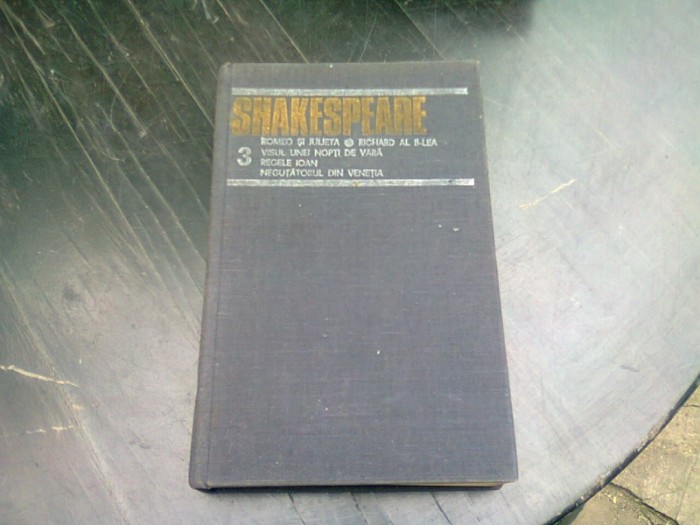 SHAKESPEARE
ROMEO ȘI JULIETA RICHARD AL II-LEA
3 VISUL UNEI NOPȚI DE VARĂ
REGELE IOAN
NEGUȚĂTORUL DIN VENEȚIA